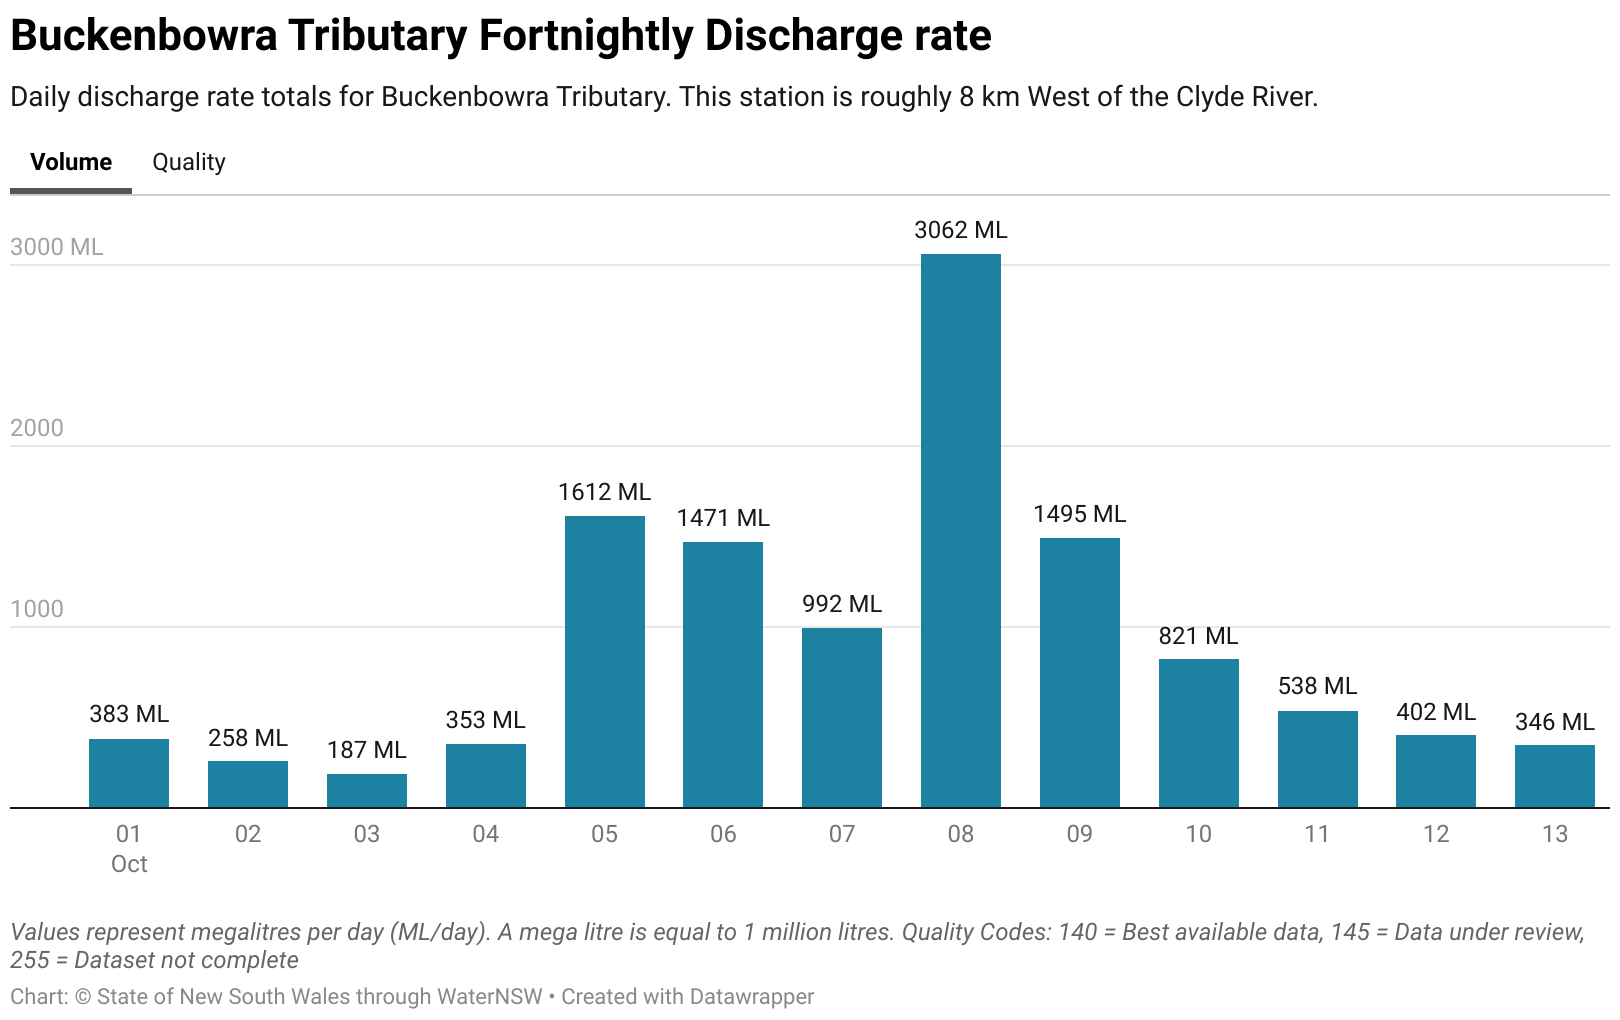 Buckenbowra Tributary Fortnightly Discharge rate
Daily discharge rate totals for Buckenbowra Tributary. This station is roughly 8 km West of the Clyde River.
Volume Quality
3062 ML
3000 ML
2000
1612 ML
1471 ML
1495 ML
992 ML
1000
821 ML
538 ML
383 ML
258 ML
187 ML
353 ML
402 ML
346 ML
01 02 03 04 05 06 07 08 09 10 11 12 13
Oct
Values represent megalitres per day (ML/day). A mega litre is equal to 1 million litres. Quality Codes: 140 = Best available data, 145 = Data under review,
255 = Dataset not complete
Chart: © State of New South Wales through WaterNSW • Created with Datawrapper